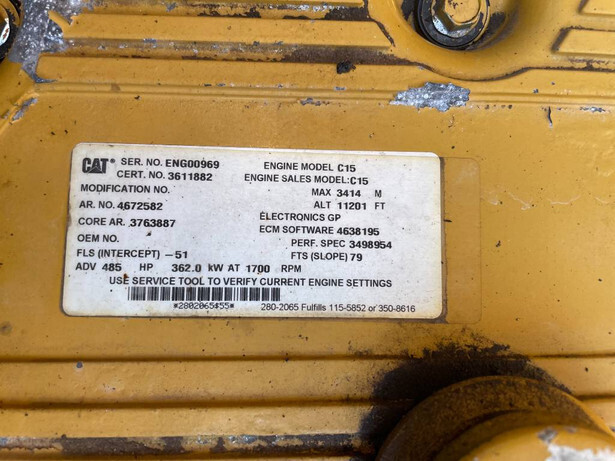 CAT® SER. NO. ENG00969 ENGINE MODEL C15
CERT. NO. 3611882 ENGINE SALES MODEL:C15
MODIFICATION NO. MAX 3414 M
AR. NO. 4672582 ALT 11201 FT
CORE AR. 3763887 ELECTRONICS GP
OEM NO. ECM SOFTWARE 4638195
PERF. SPEC 3498954
FLS (INTERCEPT) -51 FTS (SLOPE) 79
ADV 485 HP 362.0 kW AT 1700 RPM
USE SERVICE TOOL TO VERIFY CURRENT ENGINE SETTINGS
*2802065$55* 280-2065 Fulfills 115-5852 or 350-8616